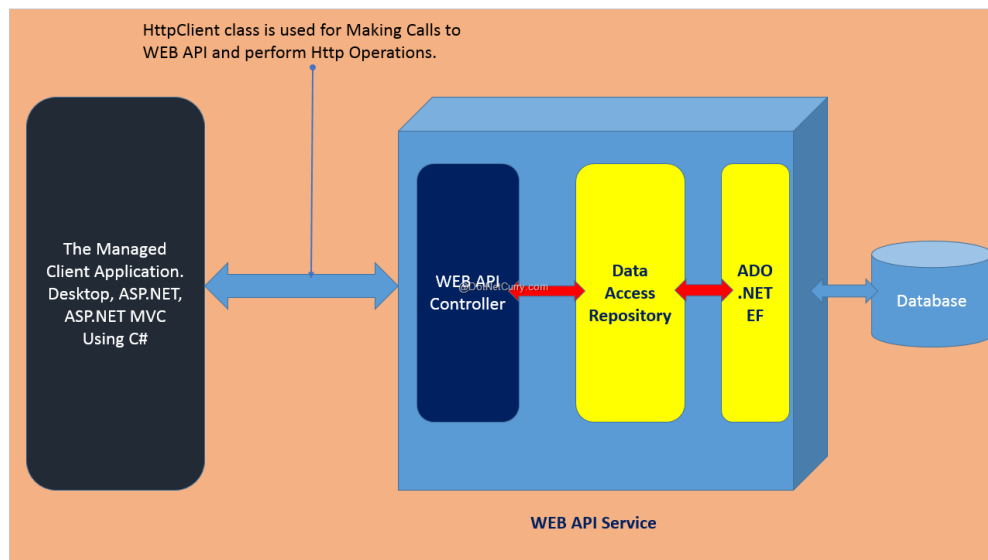 HttpClient class is used for Making Calls to
WEB API and perform Http Operations.
The Managed
Client Application.
Desktop, ASP.NET,
ASP.NET MVC
Using C#
WEB API
Controller
@DotNetCurry.com
Data
Access
Repository
ADO
.NET
EF
Database
WEB API Service